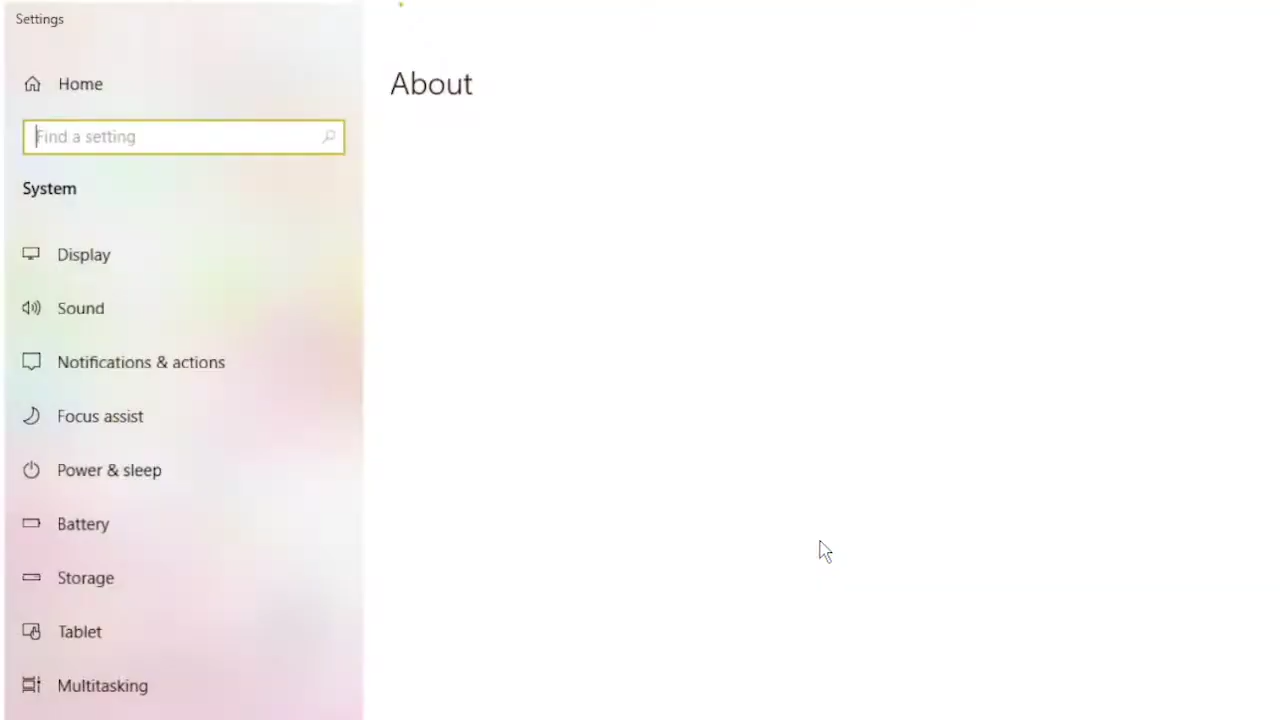 Settings
Home
Find a setting
System
Display
Sound
Notifications & actions
Focus assist
Power & sleep
Battery
Storage
Tablet
Multitasking
About